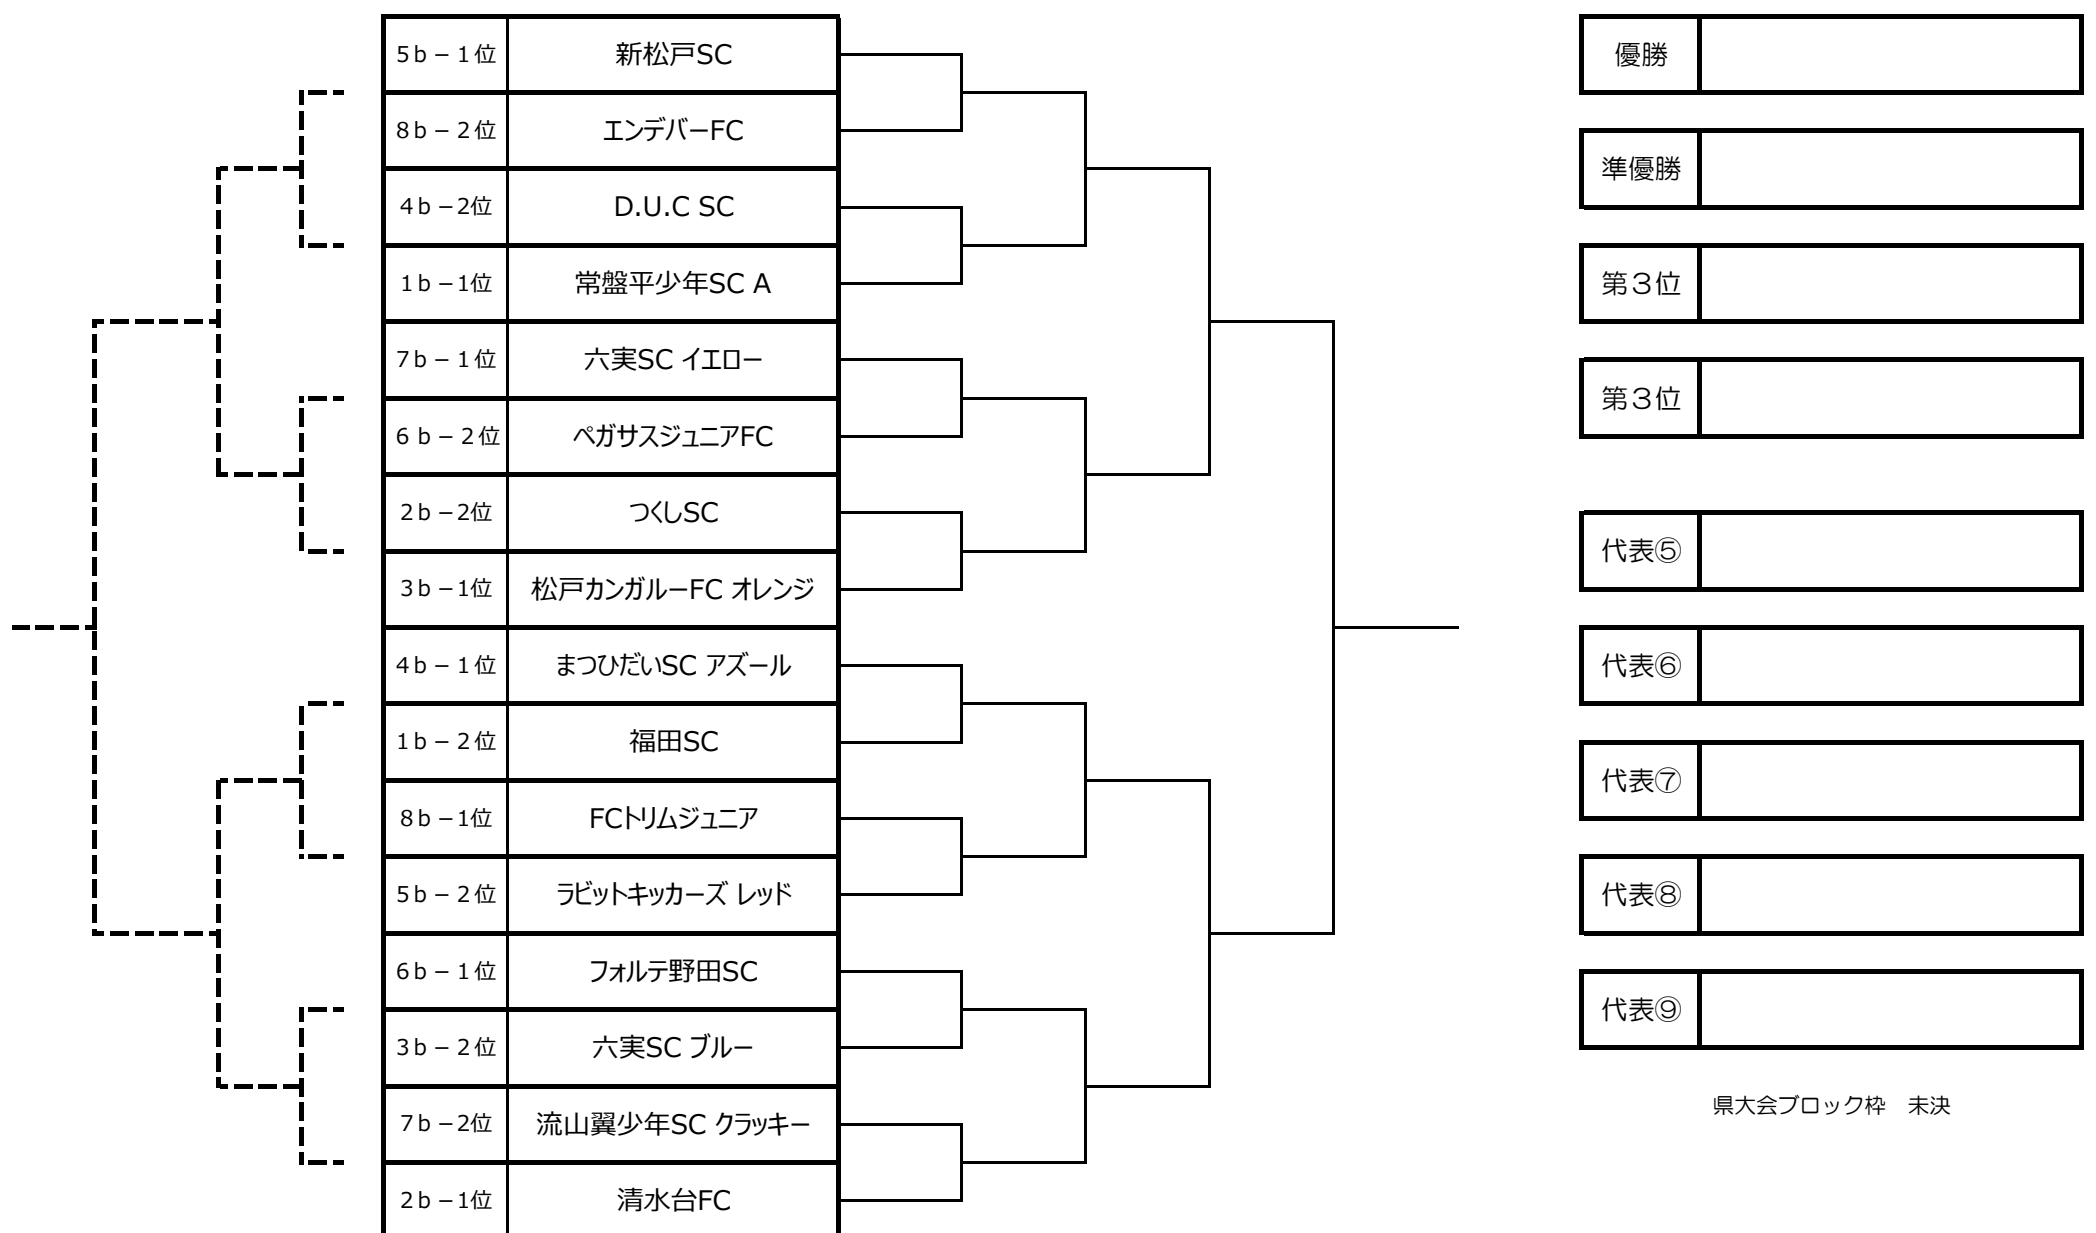 5b－1位 新松戸SC
8b－2位 エンデバーFC
4b－2位 D.U.C SC
1b－1位 常盤平少年SC A
7b－1位 六実SC イエロー
6b－2位 ペガサスジュニアFC
2b－2位 つくしSC
3b－1位 松戸カンガルーFC オレンジ
4b－1位 まつひだいSC アズール
1b－2位 福田SC
8b－1位 FCトリムジュニア
5b－2位 ラビットキッカーズ レッド
6b－1位 フォルテ野田SC
3b－2位 六実SC ブルー
7b－2位 流山翼少年SC クラッキー
2b－1位 清水台FC
優勝
準優勝
第３位
第３位
代表⑤
代表⑥
代表⑦
代表⑧
代表⑨
県大会ブロック枠　未決